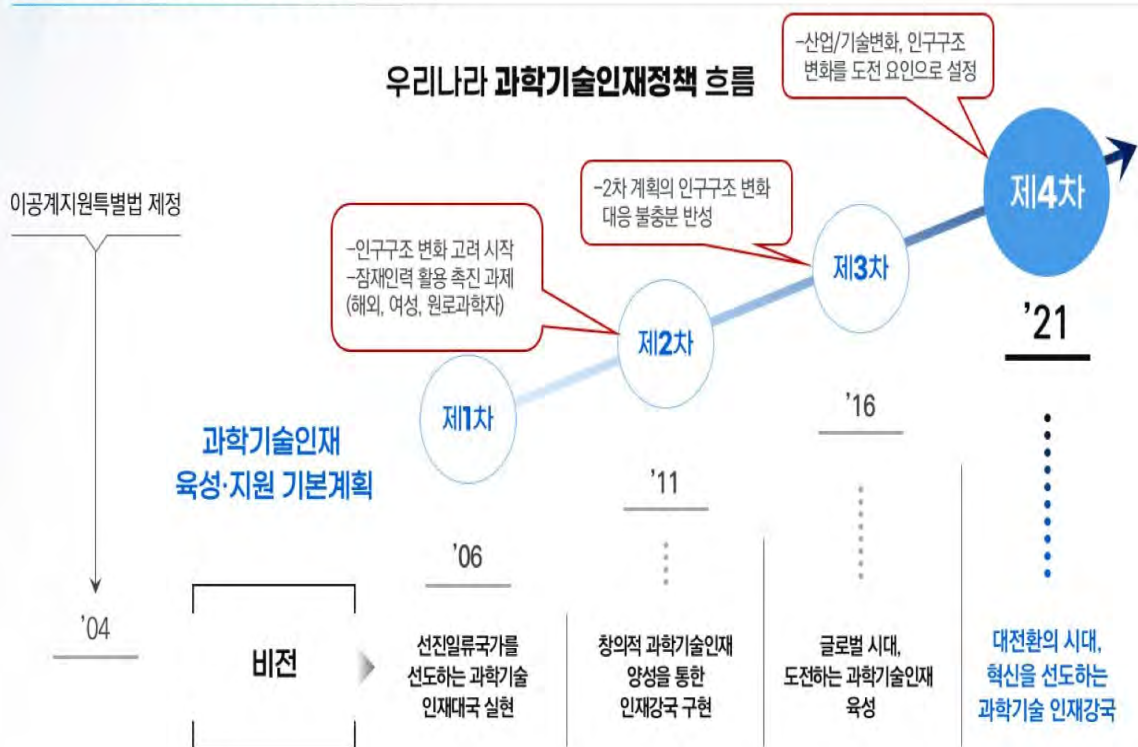 우리나라 과학기술인재정책 흐름
-산업/기술변화, 인구구조
변화를 도전 요인으로 설정
제4차
'21
이공계지원특별법 제정
-2차 계획의 인구구조 변화
대응 불충분 반성
제3차
'16
-인구구조 변화 고려 시작
-잠재인력 활용 촉진 과제
(해외, 여성, 원로과학자)
제2차
'11
제1차
'06
과학기술인재
육성·지원 기본계획
'04
비전
선진일류국가를
선도하는 과학기술
인재대국 실현
창의적 과학기술인재
양성을 통한
인재강국 구현
글로벌 시대,
도전하는 과학기술인재
육성
대전환의 시대,
혁신을 선도하는
과학기술 인재강국